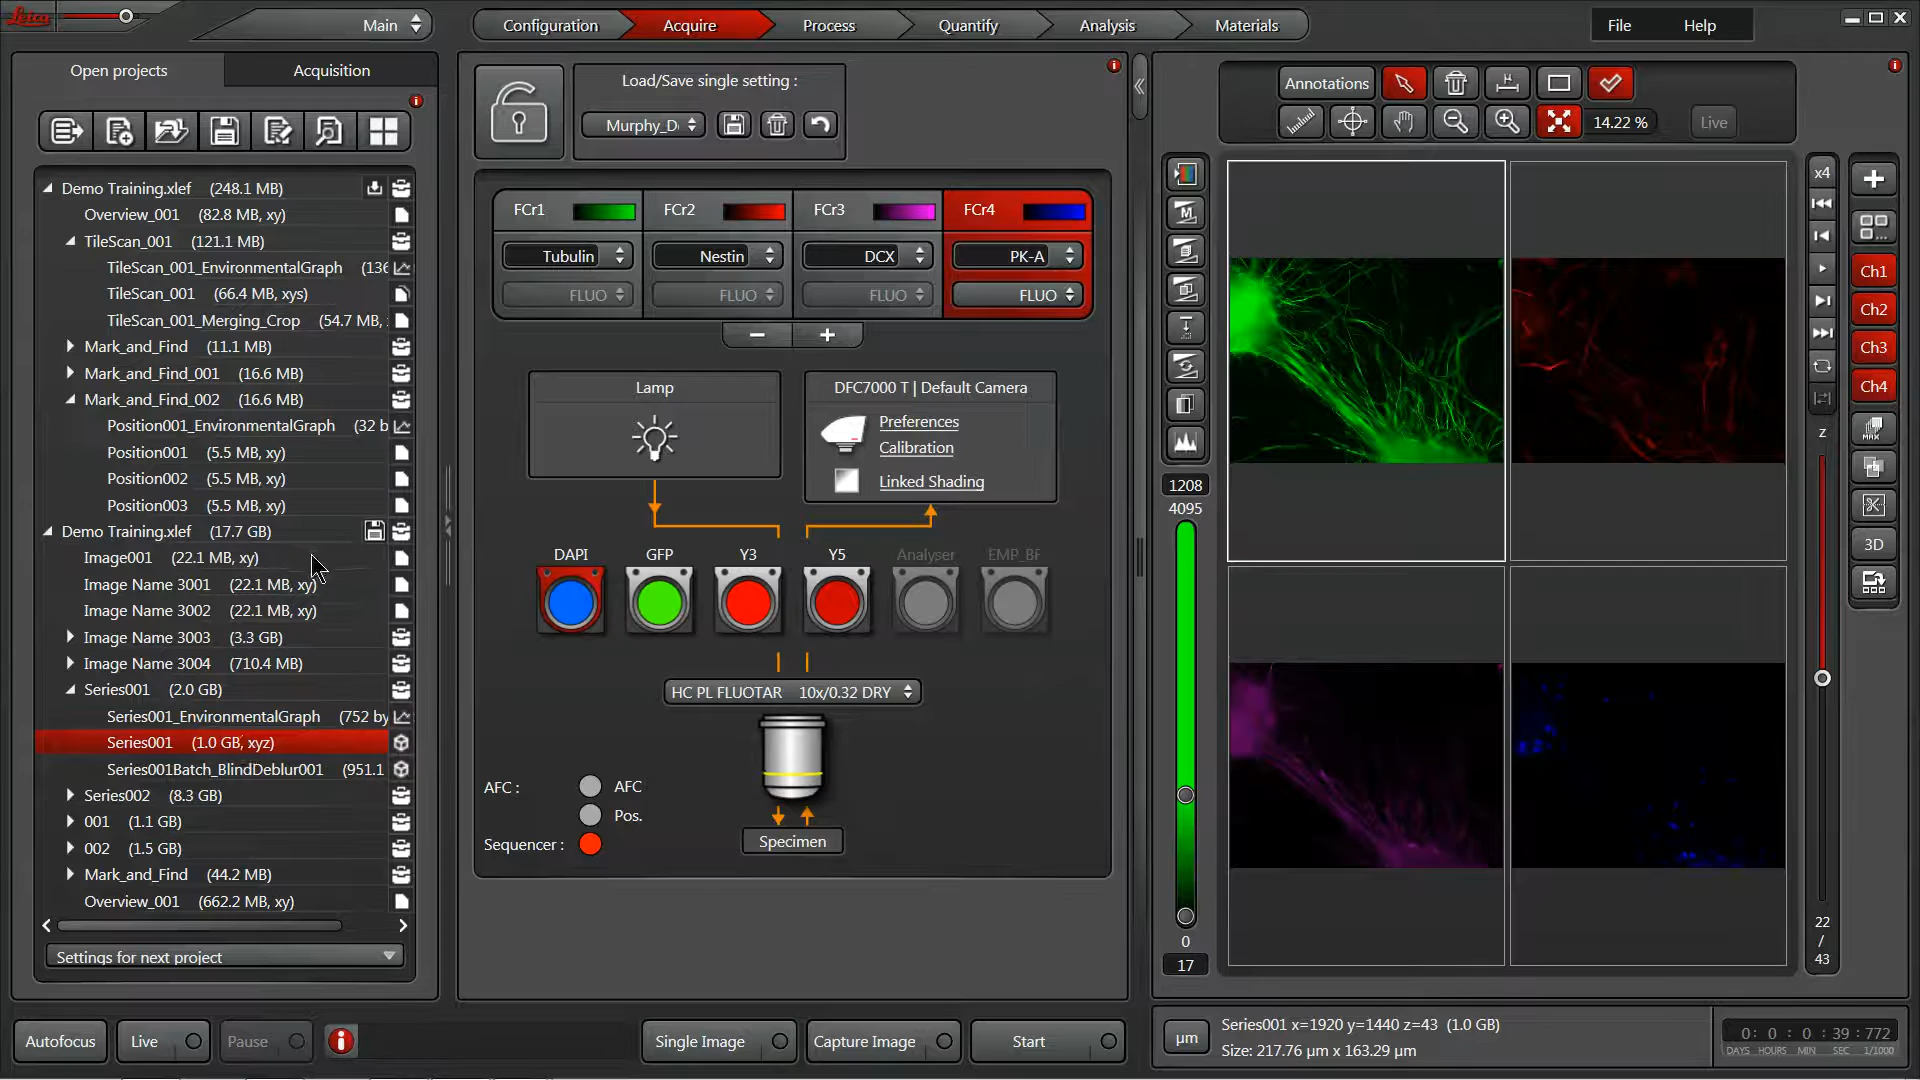 Leica
Main
Configuration
Acquire
Process
Quantify
Analysis
Materials
File
Help
Open projects
Acquisition
Demo Training.xlef (248.1 MB)
Overview_001 (82.8 MB, xy)
TileScan_001 (121.1 MB)
TileScan_001_EnvironmentalGraph (136
TileScan_001 (66.4 MB, xys)
TileScan_001_Merging_Crop (54.7 MB,
Mark_and_Find (11.1 MB)
Mark_and_Find_001 (16.6 MB)
Mark_and_Find_002 (16.6 MB)
Position001_EnvironmentalGraph (32 b
Position001 (5.5 MB, xy)
Position002 (5.5 MB, xy)
Position003 (5.5 MB, xy)
Demo Training.xlef (17.7 GB)
Image001 (22.1 MB, xy)
Image Name 3001 (22.1 MB, xy)
Image Name 3002 (22.1 MB, xy)
Image Name 3003 (3.3 GB)
Image Name 3004 (710.4 MB)
Series001 (2.0 GB)
Series001_EnvironmentalGraph (752 by
Series001 (1.0 GB, xyz)
Series001Batch_BlindDeblur001 (951.1
Series002 (8.3 GB)
001 (1.1 GB)
002 (1.5 GB)
Mark_and_Find (44.2 MB)
Overview_001 (662.2 MB, xy)
Settings for next project
Load/Save single setting :
Murphy_D
FCr1
FCr2
FCr3
FCr4
Tubulin
Nestin
DCX
PK-A
FLUO
FLUO
FLUO
FLUO
−
+
Lamp
DFC7000 T | Default Camera
Preferences
Calibration
Linked Shading
DAPI
GFP
Y3
Y5
Analyser
EMP_BF
HC PL FLUOTAR 10x/0.32 DRY
AFC :
AFC
Pos.
Sequencer :
Specimen
Annotations
14.22 %
Live
M
1208
4095
0
17
x4
z
22
/
43
Ch1
Ch2
Ch3
Ch4
MAX
3D
Autofocus
Live
Pause
Single Image
Capture Image
Start
µm
Series001 x=1920 y=1440 z=43 (1.0 GB)
Size: 217.76 µm x 163.29 µm
0: 0: 0: 39: 772
DAYS HOURS MIN SEC 1/1000